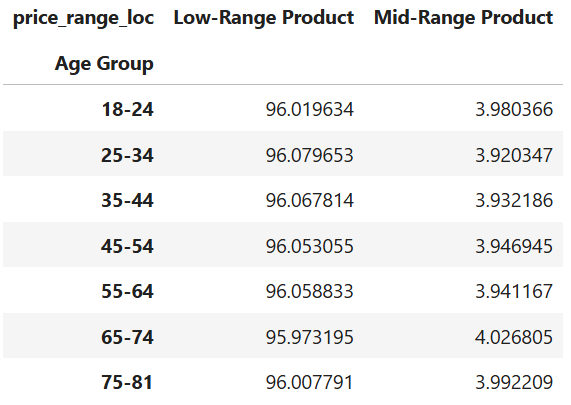 price_range_loc Low-Range Product Mid-Range Product
Age Group
18-24 96.019634 3.980366
25-34 96.079653 3.920347
35-44 96.067814 3.932186
45-54 96.053055 3.946945
55-64 96.058833 3.941167
65-74 95.973195 4.026805
75-81 96.007791 3.992209